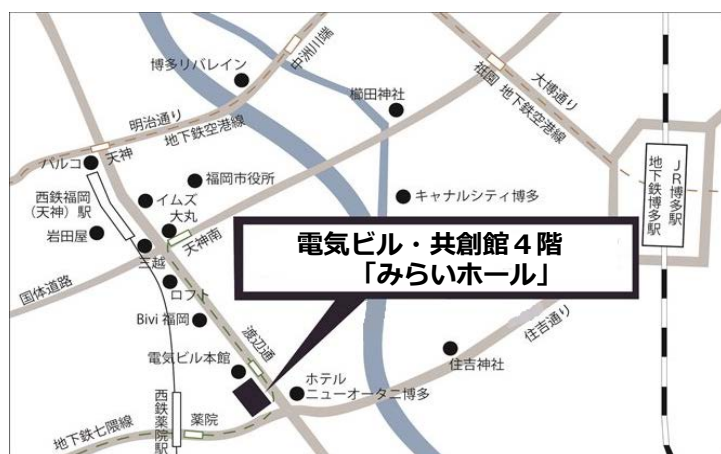 博多リバレイン
中洲川端
明治通り
地下鉄空港線
櫛田神社
祇園
大博通り
地下鉄空港線
パルコ
天神
福岡市役所
西鉄福岡
(天神)駅
イムズ
大丸
キャナルシティ博多
JR博多駅
地下鉄博多駅
岩田屋
三越
天神南
国体道路
ロフト
電気ビル・共創館4階
「みらいホール」
Bivi福岡
渡辺通
住吉通り
住吉神社
電気ビル本館
ホテル
ニューオータニ博多
西鉄薬院駅
薬院
地下鉄七隈線